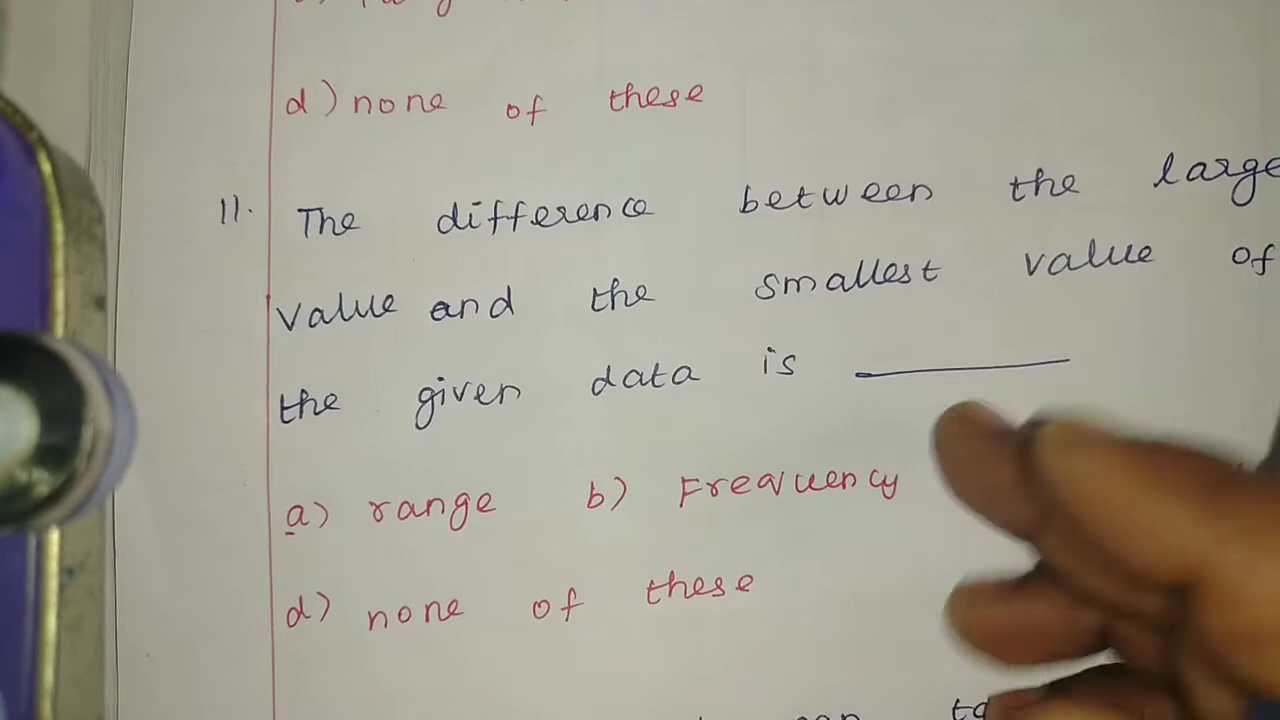 d) none of these
11. The difference between the large
value and the smallest value of
the given data is ______
a) range b) Frequency
d) none of these